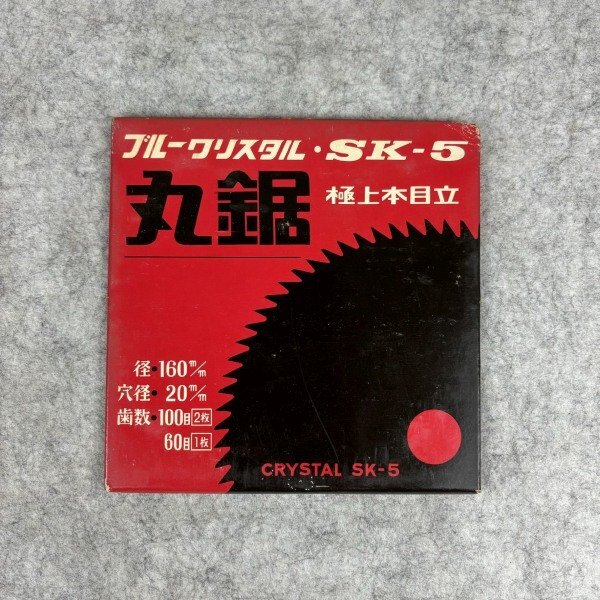 ブルークリスタル・SK-5
丸鋸 極上本目立
径・160m/m
穴径・20m/m
歯数・100目2枚
60目1枚
CRYSTAL SK-5